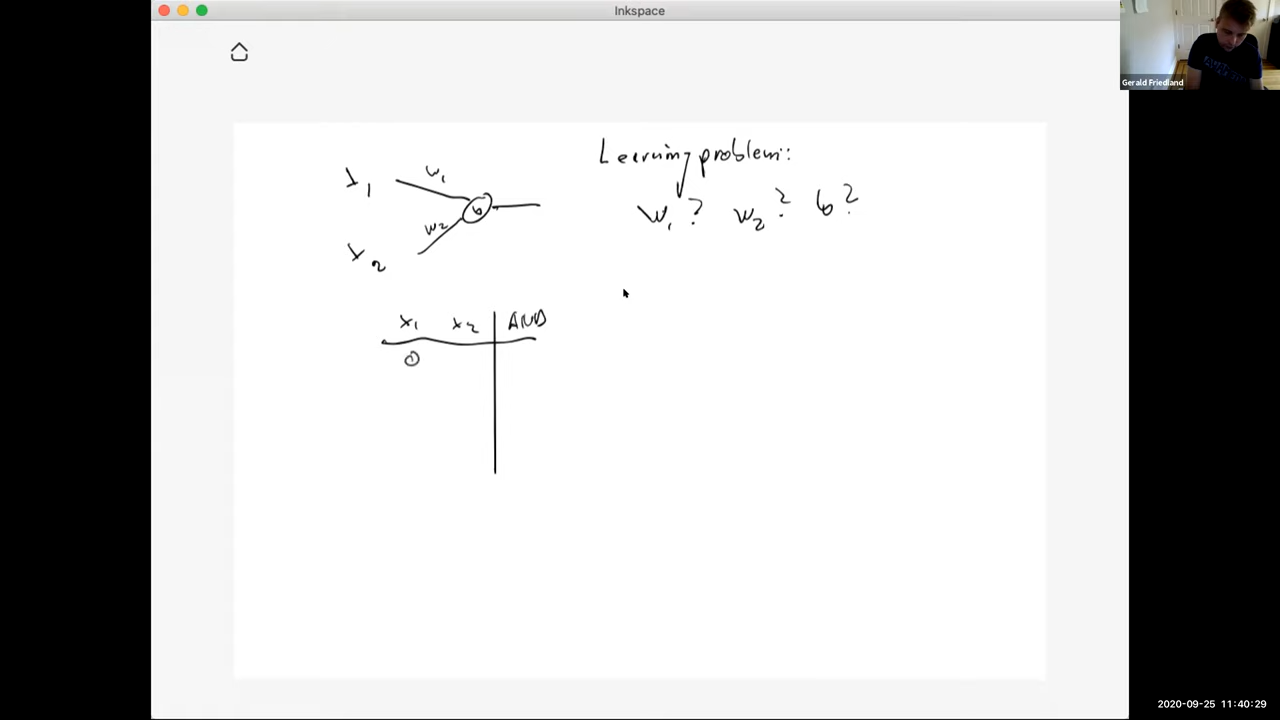 Inkspace
Gerald Friedland
Learning problem:
x1 w1
b
w1? w2? b?
w2
x2
x1 x2 AND
0
2020-09-25 11:40:29